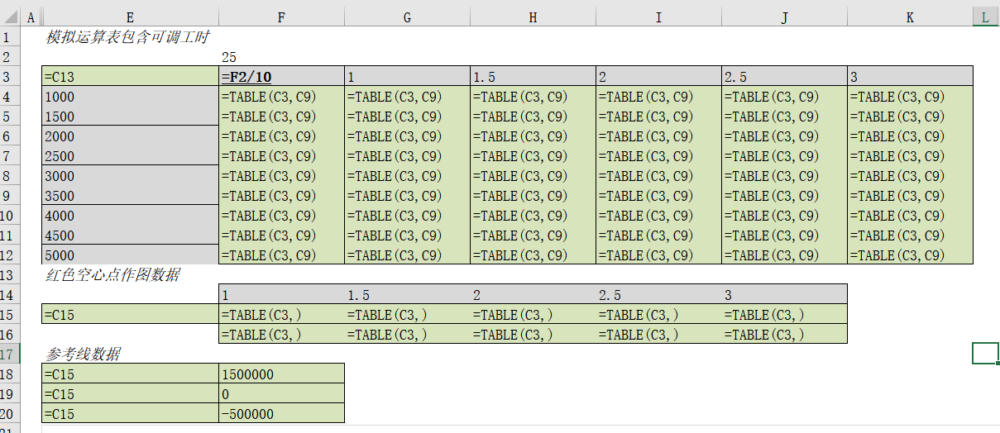 A E F G H I J K L
1 模拟运算表包含可调工时
2 25
3 =C13 =F2/10 1 1.5 2 2.5 3
4 1000 =TABLE(C3,C9) =TABLE(C3,C9) =TABLE(C3,C9) =TABLE(C3,C9) =TABLE(C3,C9) =TABLE(C3,C9)
5 1500 =TABLE(C3,C9) =TABLE(C3,C9) =TABLE(C3,C9) =TABLE(C3,C9) =TABLE(C3,C9) =TABLE(C3,C9)
6 2000 =TABLE(C3,C9) =TABLE(C3,C9) =TABLE(C3,C9) =TABLE(C3,C9) =TABLE(C3,C9) =TABLE(C3,C9)
7 2500 =TABLE(C3,C9) =TABLE(C3,C9) =TABLE(C3,C9) =TABLE(C3,C9) =TABLE(C3,C9) =TABLE(C3,C9)
8 3000 =TABLE(C3,C9) =TABLE(C3,C9) =TABLE(C3,C9) =TABLE(C3,C9) =TABLE(C3,C9) =TABLE(C3,C9)
9 3500 =TABLE(C3,C9) =TABLE(C3,C9) =TABLE(C3,C9) =TABLE(C3,C9) =TABLE(C3,C9) =TABLE(C3,C9)
10 4000 =TABLE(C3,C9) =TABLE(C3,C9) =TABLE(C3,C9) =TABLE(C3,C9) =TABLE(C3,C9) =TABLE(C3,C9)
11 4500 =TABLE(C3,C9) =TABLE(C3,C9) =TABLE(C3,C9) =TABLE(C3,C9) =TABLE(C3,C9) =TABLE(C3,C9)
12 5000 =TABLE(C3,C9) =TABLE(C3,C9) =TABLE(C3,C9) =TABLE(C3,C9) =TABLE(C3,C9) =TABLE(C3,C9)
13 红色空心点作图数据
14 1 1.5 2 2.5 3
15 =C15 =TABLE(C3,) =TABLE(C3,) =TABLE(C3,) =TABLE(C3,) =TABLE(C3,)
16 =TABLE(C3,) =TABLE(C3,) =TABLE(C3,) =TABLE(C3,) =TABLE(C3,)
17 参考线数据
18 =C15 1500000
19 =C15 0
20 =C15 -500000